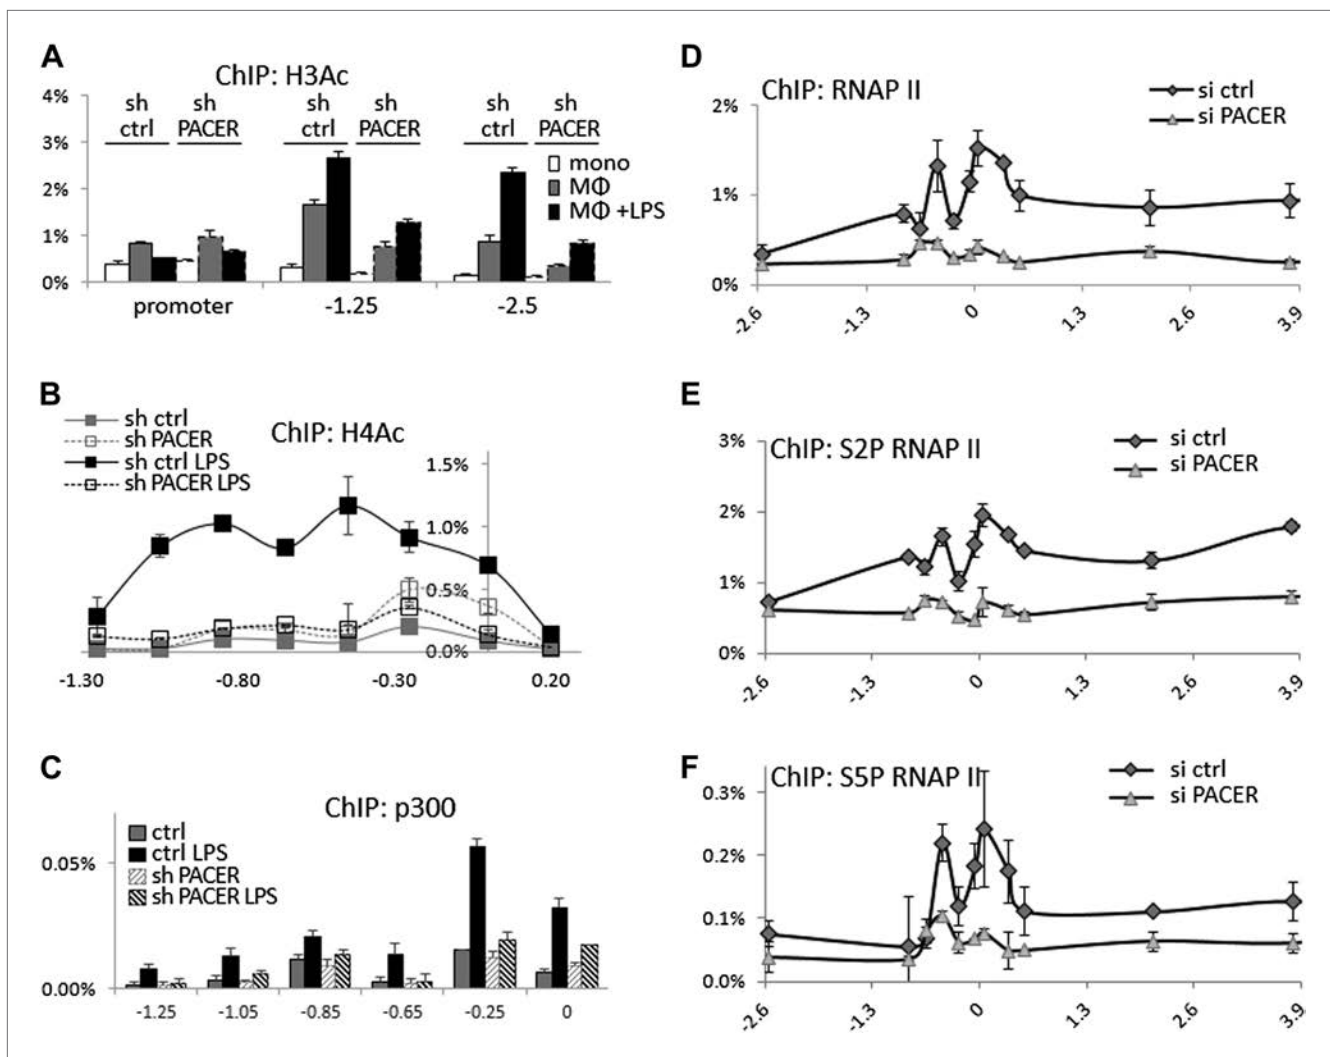 A
ChIP: H3Ac
4%
3%
2%
1%
0%
sh ctrl
sh PACER
sh ctrl
sh PACER
sh ctrl
sh PACER
mono
MΦ
MΦ +LPS
promoter
-1.25
-2.5
B
sh ctrl
sh PACER
sh ctrl LPS
sh PACER LPS
ChIP: H4Ac
1.5%
1.0%
0.5%
0.0%
-1.30
-0.80
-0.30
0.20
C
ChIP: p300
ctrl
ctrl LPS
sh PACER
sh PACER LPS
0.05%
0.00%
-1.25
-1.05
-0.85
-0.65
-0.25
0
D
ChIP: RNAP II
si ctrl
si PACER
2%
1%
0%
-2.6
-1.3
0
1.3
2.6
3.9
E
ChIP: S2P RNAP II
si ctrl
si PACER
3%
2%
1%
0%
-2.6
-1.3
0
1.3
2.6
3.9
F
ChIP: S5P RNAP II
si ctrl
si PACER
0.3%
0.2%
0.1%
0.0%
-2.6
-1.3
0
1.3
2.6
3.9